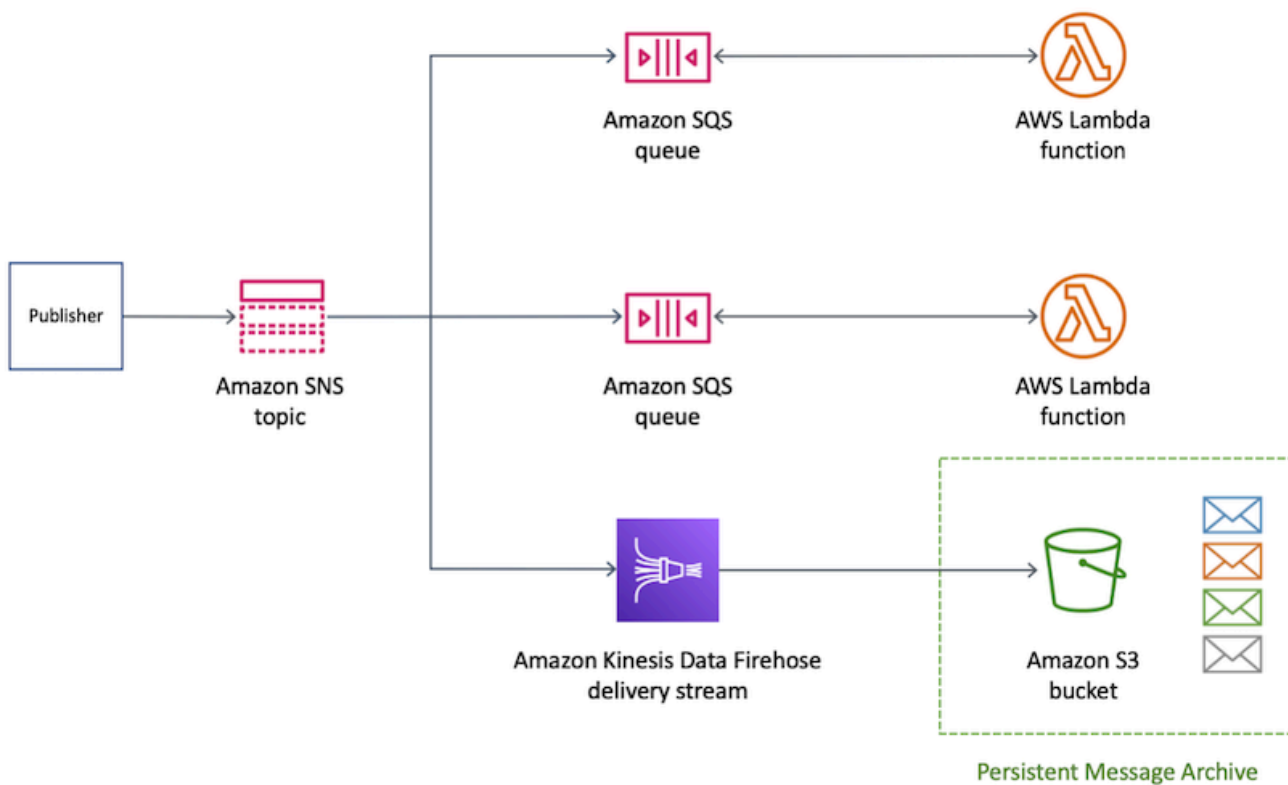 Amazon SQS
queue
AWS Lambda
function
Publisher
Amazon SNS
topic
Amazon SQS
queue
AWS Lambda
function
Amazon Kinesis Data Firehose
delivery stream
Amazon S3
bucket
Persistent Message Archive